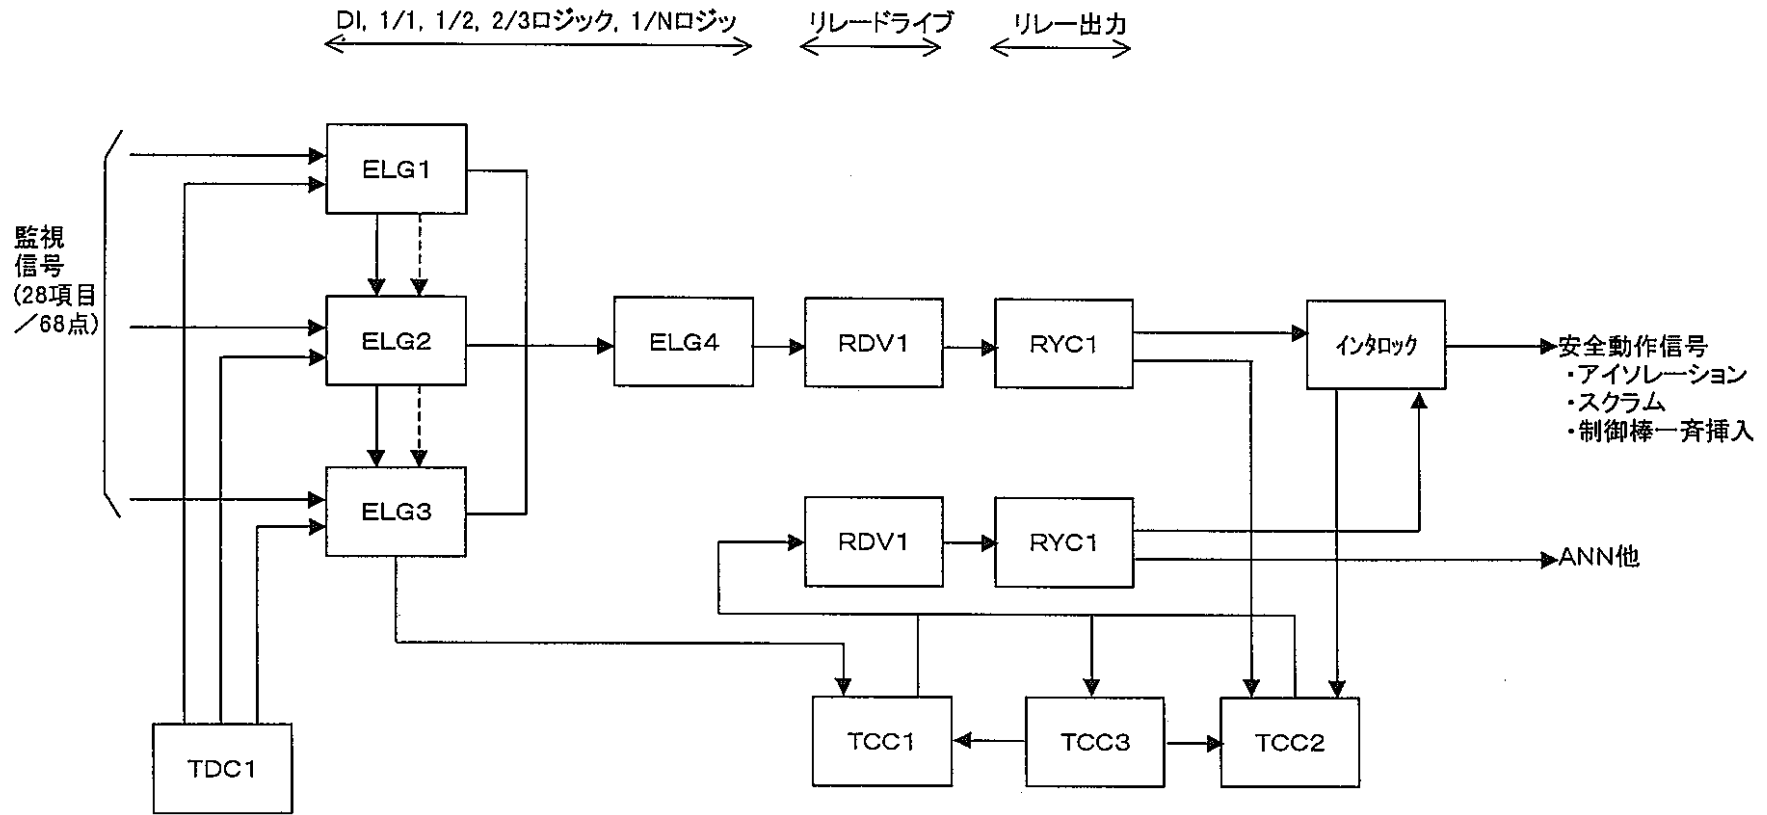 DI, 1/1, 1/2, 2/3ロジック, 1/Nロジッ
リレードライブ
リレー出力
監視
信号
(28項目
／68点)
ELG1
ELG2
ELG3
ELG4
RDV1
RYC1
インタロック
安全動作信号
・アイソレーション
・スクラム
・制御棒一斉挿入
RDV1
RYC1
ANN他
TDC1
TCC1
TCC3
TCC2